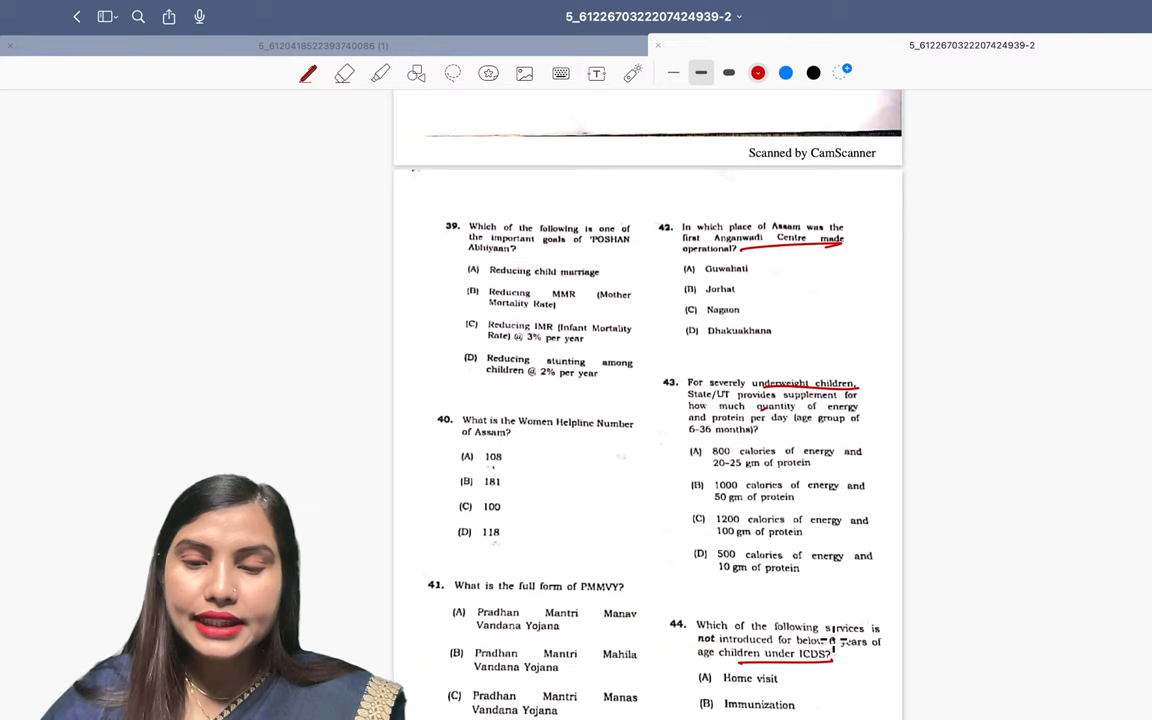 5_6122670322207424939-2
5_6120418522393740086 (1)
5_6122670322207424939-2
Scanned by CamScanner
39. Which of the following is one of
the important goals of 'POSHAN
Abhiyaan'?
(A) Reducing child marriage
(B) Reducing MMR (Mother
Mortality Rate)
(C) Reducing IMR (Infant Mortality
Rate) @ 3% per year
(D) Reducing stunting among
children @ 2% per year
40. What is the Women Helpline Number
of Assam?
(A) 108
(B) 181
(C) 100
(D) 118
41. What is the full form of PMMVY?
(A) Pradhan Mantri Manav
Vandana Yojana
(B) Pradhan Mantri Mahila
Vandana Yojana
(C) Pradhan Mantri Manas
Vandana Yojana
42. In which place of Assam was the
first Anganwadi Centre made
operational?
(A) Guwahati
(B) Jorhat
(C) Nagaon
(D) Dhakuakhana
43. For severely underweight children,
State/UT provides supplement for
how much quantity of energy
and protein per day (age group of
6-36 months)?
(A) 800 calories of energy and
20-25 gm of protein
(B) 1000 calories of energy and
50 gm of protein
(C) 1200 calories of energy and
100 gm of protein
(D) 500 calories of energy and
10 gm of protein
44. Which of the following services is
not introduced for below 6 years of
age children under ICDS?
(A) Home visit
(B) Immunization